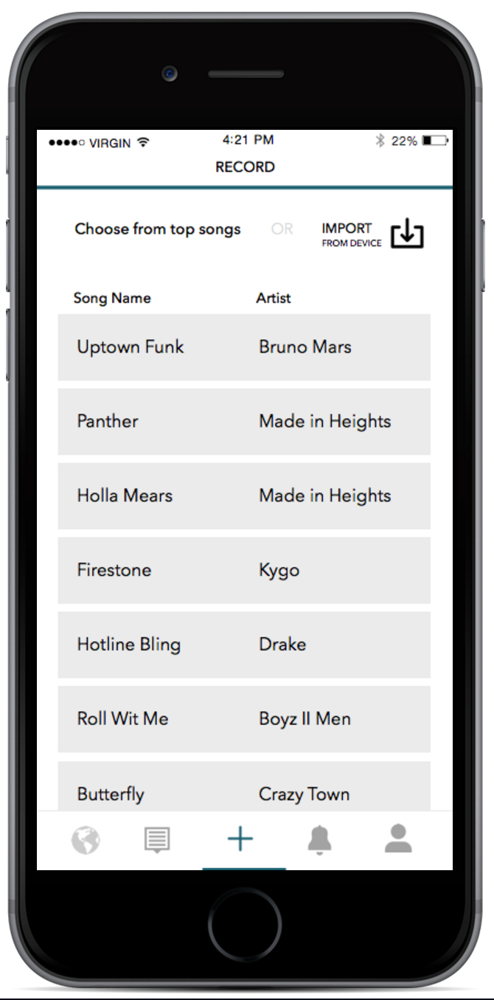 VIRGIN 4:21 PM 22%
RECORD
Choose from top songs OR IMPORT
FROM DEVICE
Song Name Artist
Uptown Funk Bruno Mars
Panther Made in Heights
Holla Mears Made in Heights
Firestone Kygo
Hotline Bling Drake
Roll Wit Me Boyz II Men
Butterfly Crazy Town